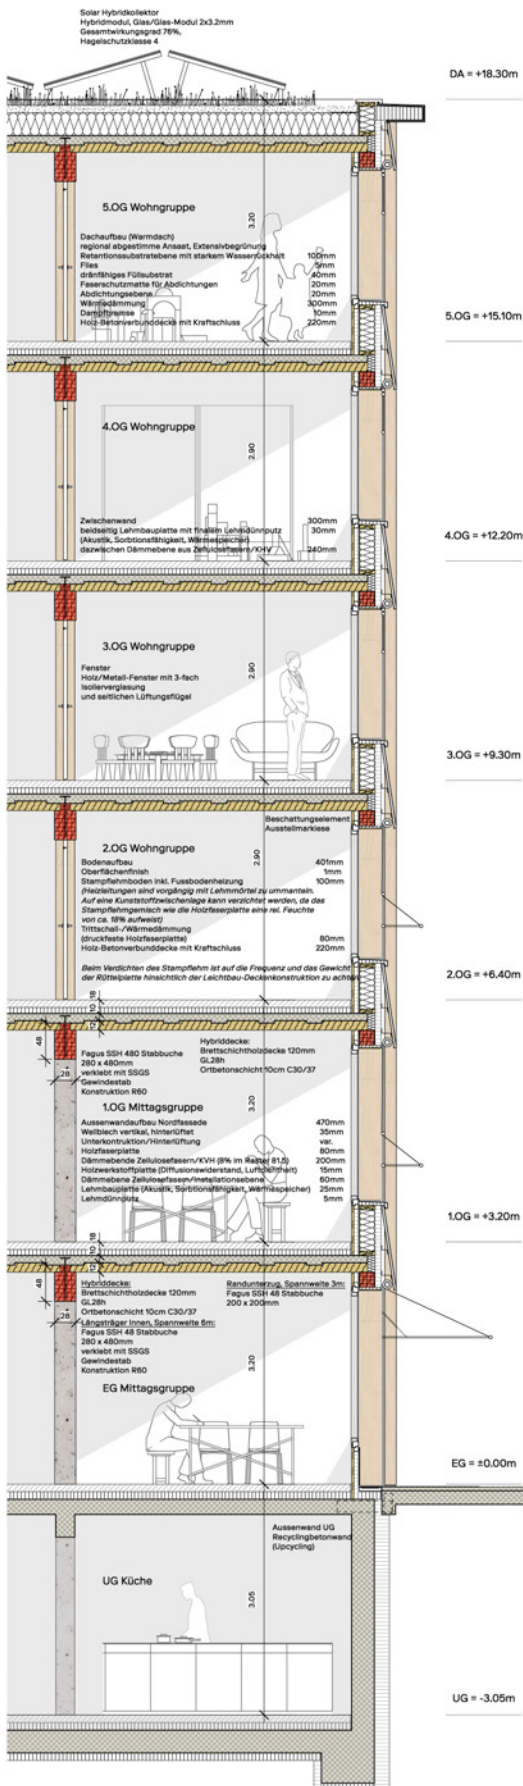 Solar Hybridkollektor
Hybridmodul, Glas/Glas-Modul 2x3.2mm
Gesamtwirkungsgrad 76%,
Hagelschutzklasse 4
DA = +18.30m
5.OG Wohngruppe
3.20
Dachaufbau (Warmdach)
regional abgestimme Ansaat, Extensivbegrünung
Retentionssubstratebene mit starkem Wasserrückhalt 100mm
Flies 5mm
dränfähiges Füllsubstrat 40mm
Faserschutzmatte für Abdichtungen 20mm
Abdichtungsebene 20mm
Wärmedämmung 300mm
Dampfbremse 10mm
Holz-Betonverbunddecke mit Kraftschluss 220mm
5.OG = +15.10m
4.OG Wohngruppe
2.90
Zwischenwand 300mm
beidseitig Lehmbauplatte mit finalem Lehmdünnputz 30mm
(Akustik, Sorbtionsfähigkeit, Wärmespeicher)
dazwischen Dämmebene aus Zellulosefasern/KHV 240mm
4.OG = +12.20m
3.OG Wohngruppe
2.90
Fenster
Holz/Metall-Fenster mit 3-fach
Isolierverglasung
und seitlichen Lüftungsflügel
3.OG = +9.30m
Beschattungselement
Ausstellmarkiese
2.OG Wohngruppe
2.90
Bodenaufbau 401mm
Oberflächenfinish 1mm
Stampflehmboden inkl. Fussbodenheizung 100mm
(Heizleitungen sind vorgängig mit Lehmmörtel zu ummanteln.
Auf eine Kunststoffzwischenlage kann verzichtet werden, da das
Stampflehmgemisch wie die Holzfaserplatte eine rel. Feuchte
von ca. 18% aufweist)
Trittschall-/Wärmedämmung
(druckfeste Holzfaserplatte) 80mm
Holz-Betonverbunddecke mit Kraftschluss 220mm
Beim Verdichten des Stampflehm ist auf die Frequenz und das Gewicht
der Rüttelplatte hinsichtlich der Leichtbau-Deckenkonstruktion zu achten
2.OG = +6.40m
18
10
12
48
28
Fagus SSH 480 Stabbuche
280 x 480mm
verklebt mit SSGS
Gewindestab
Konstruktion R60
Hybriddecke:
Brettschichtholzdecke 120mm
GL28h
Ortbetonschicht 10cm C30/37
1.OG Mittagsgruppe
3.20
Aussenwandaufbau Nordfassade 470mm
Wellblech vertikal, hinterlüftet 35mm
Unterkontruktion/Hinterlüftung var.
Holzfaserplatte 80mm
Dämmebende Zellulosefasern/KVH (8% im Raster 81.5) 200mm
Holzwerkstoffplatte (Diffusionswiderstand, Luftdichtheit) 15mm
Dämmebene Zellulosefasern/Installationsebene 60mm
Lehmbauplatte (Akustik, Sorbtionsfähigkeit, Wärmespeicher) 25mm
Lehmdünnputz 5mm
1.OG = +3.20m
18
10
12
48
28
Hybriddecke:
Brettschichtholzdecke 120mm
GL28h
Ortbetonschicht 10cm C30/37
Längsträger Innen, Spannweite 6m:
Fagus SSH 48 Stabbuche
280 x 480mm
verklebt mit SSGS
Gewindestab
Konstruktion R60
Randunterzug, Spannweite 3m:
Fagus SSH 48 Stabbuche
200 x 200mm
3.20
EG Mittagsgruppe
EG = ±0.00m
Aussenwand UG
Recyclingbetonwand
(Upcycling)
UG Küche
3.05
UG = -3.05m